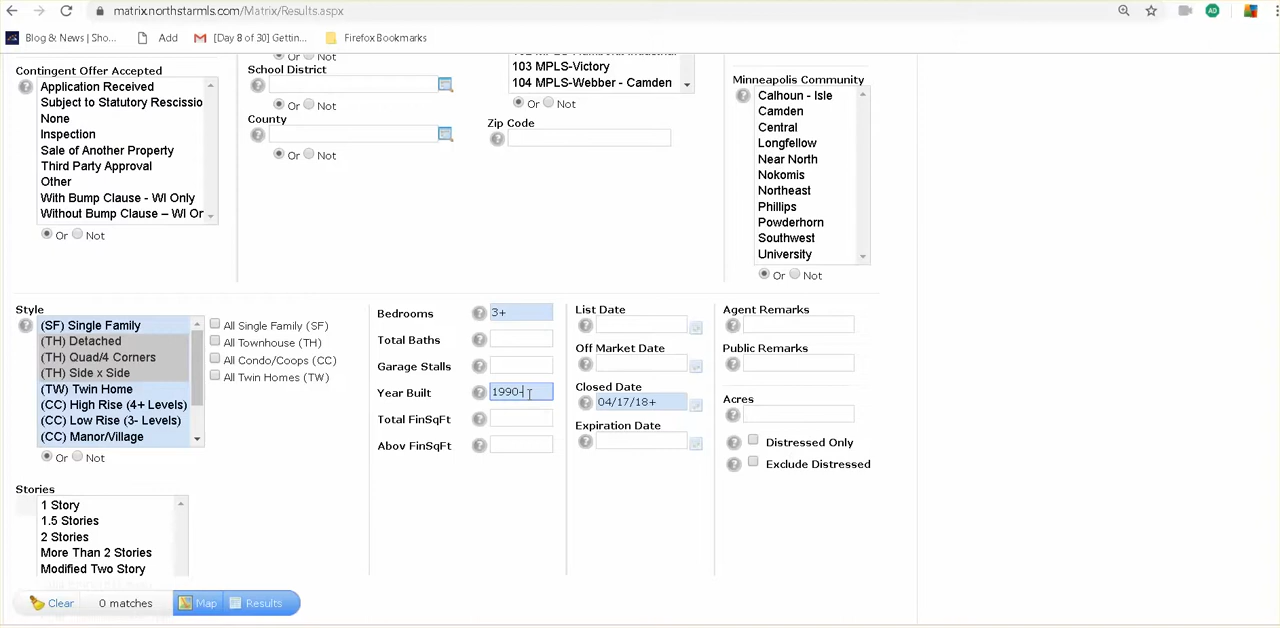 matrix.northstarmls.com/Matrix/Results.aspx
AD
Blog & News | Sho...
Add
[Day 8 of 30] Gettin...
Firefox Bookmarks
Contingent Offer Accepted
Application Received
Subject to Statutory Rescissio
None
Inspection
Sale of Another Property
Third Party Approval
Other
With Bump Clause - WI Only
Without Bump Clause – WI Or
Or Not
Or Not
School District
Or Not
County
Or Not
103 MPLS-Victory
104 MPLS-Webber - Camden
Or Not
Zip Code
Minneapolis Community
Calhoun - Isle
Camden
Central
Longfellow
Near North
Nokomis
Northeast
Phillips
Powderhorn
Southwest
University
Or Not
Style
(SF) Single Family
(TH) Detached
(TH) Quad/4 Corners
(TH) Side x Side
(TW) Twin Home
(CC) High Rise (4+ Levels)
(CC) Low Rise (3- Levels)
(CC) Manor/Village
Or Not
All Single Family (SF)
All Townhouse (TH)
All Condo/Coops (CC)
All Twin Homes (TW)
Stories
1 Story
1.5 Stories
2 Stories
More Than 2 Stories
Modified Two Story
Bedrooms 3+
Total Baths
Garage Stalls
Year Built 1990-
Total FinSqFt
Abov FinSqFt
List Date
Off Market Date
Closed Date
04/17/18+
Expiration Date
Agent Remarks
Public Remarks
Acres
Distressed Only
Exclude Distressed
Clear 0 matches Map Results